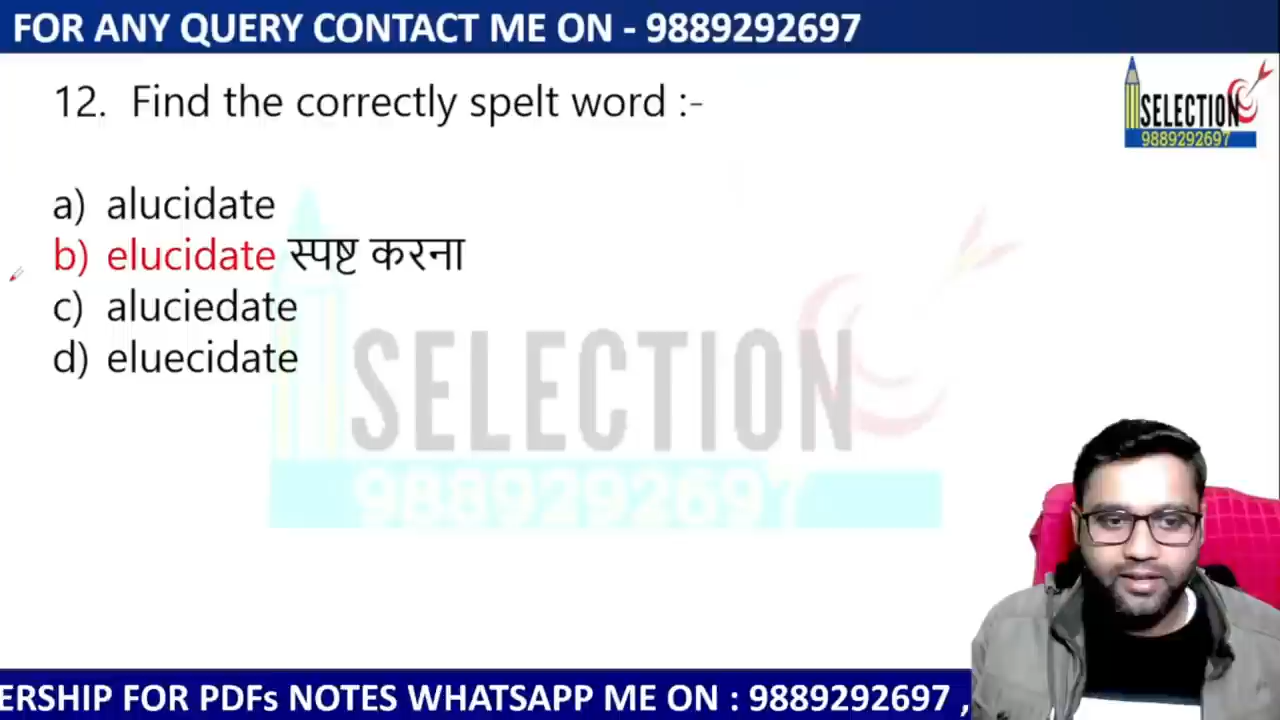 FOR ANY QUERY CONTACT ME ON - 9889292697
SELECTION
9889292697
12. Find the correctly spelt word :-
a) alucidate
b) elucidate स्पष्ट करना
c) aluciedate
d) eluecidate
SELECTION
9889292697
ERSHIP FOR PDFs NOTES WHATSAPP ME ON : 9889292697 ,